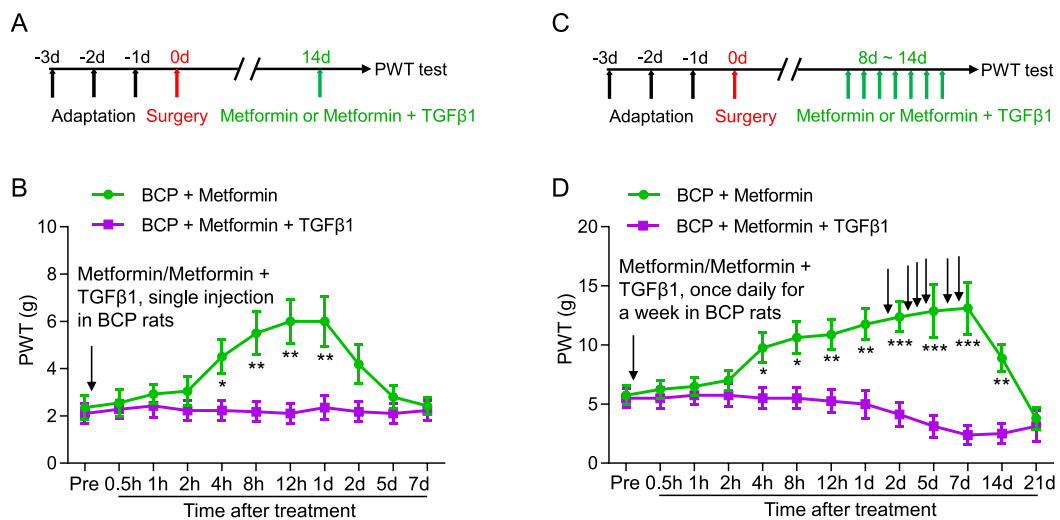 A
-3d -2d -1d 0d 14d
PWT test
Adaptation Surgery Metformin or Metformin + TGFβ1
C
-3d -2d -1d 0d 8d ~ 14d
PWT test
Adaptation Surgery Metformin or Metformin + TGFβ1
B
BCP + Metformin
BCP + Metformin + TGFβ1
Metformin/Metformin +
TGFβ1, single injection
in BCP rats
PWT (g)
10
8
6
4
2
0
* ** ** **
Pre 0.5h 1h 2h 4h 8h 12h 1d 2d 5d 7d
Time after treatment
D
BCP + Metformin
BCP + Metformin + TGFβ1
Metformin/Metformin +
TGFβ1, once daily for
a week in BCP rats
PWT (g)
20
15
10
5
0
* * ** ** *** *** *** **
Pre 0.5h 1h 2h 4h 8h 12h 1d 2d 5d 7d 14d 21d
Time after treatment